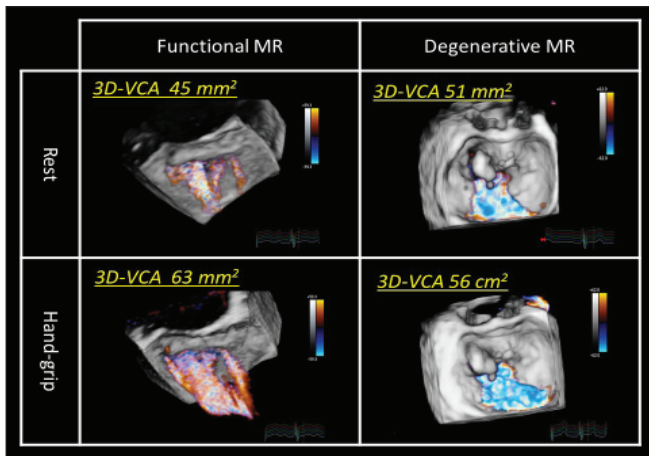 Functional MR
Degenerative MR
Rest
3D-VCA 45 mm²
3D-VCA 51 mm²
Hand-grip
3D-VCA 63 mm²
3D-VCA 56 cm²